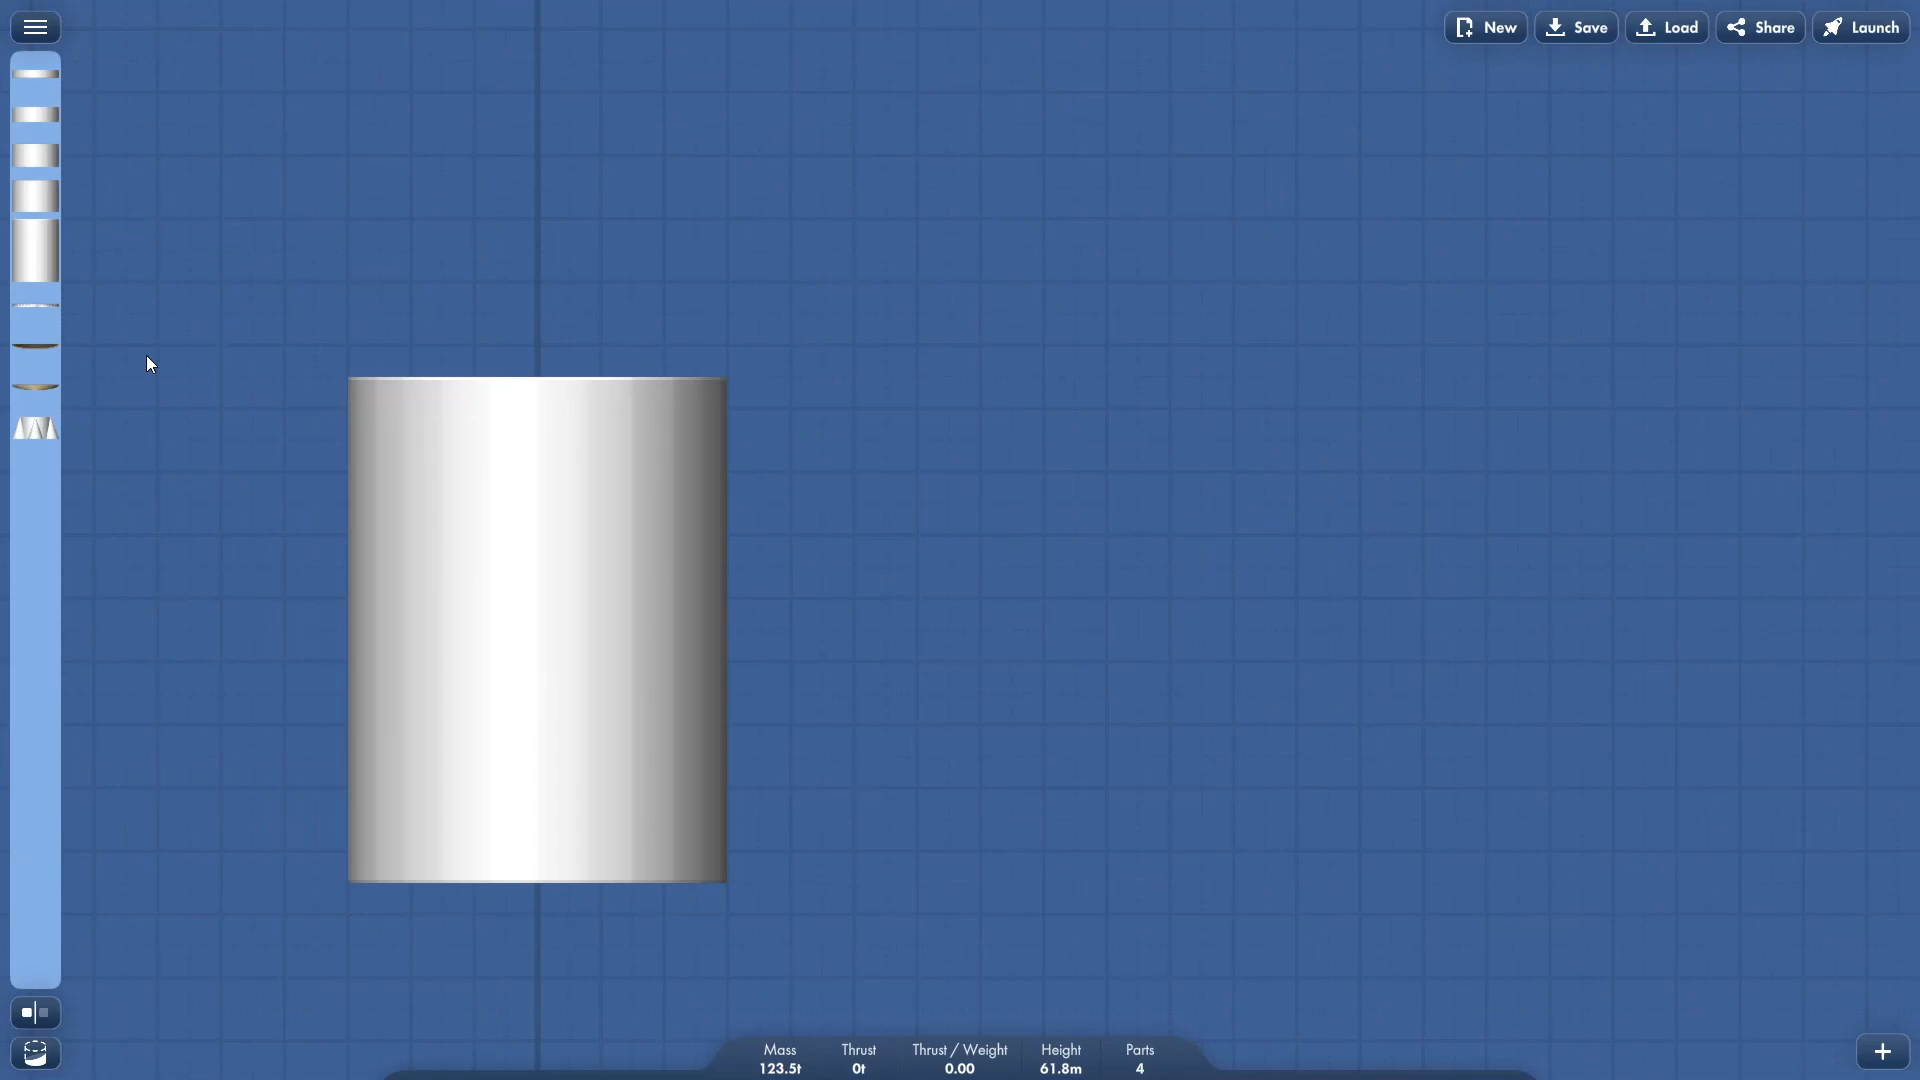 New
Save
Load
Share
Launch
Mass
123.5t
Thrust
0t
Thrust / Weight
0.00
Height
61.8m
Parts
4